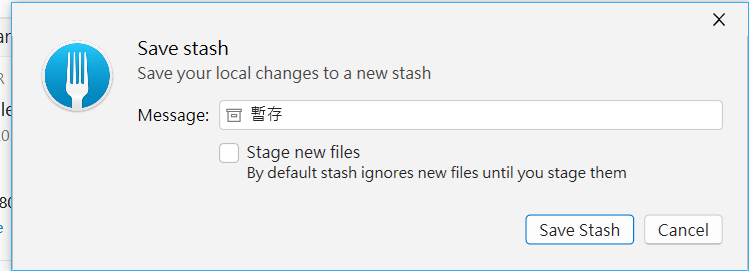 Save stash
Save your local changes to a new stash
Message: 暫存
Stage new files
By default stash ignores new files until you stage them
Save Stash Cancel